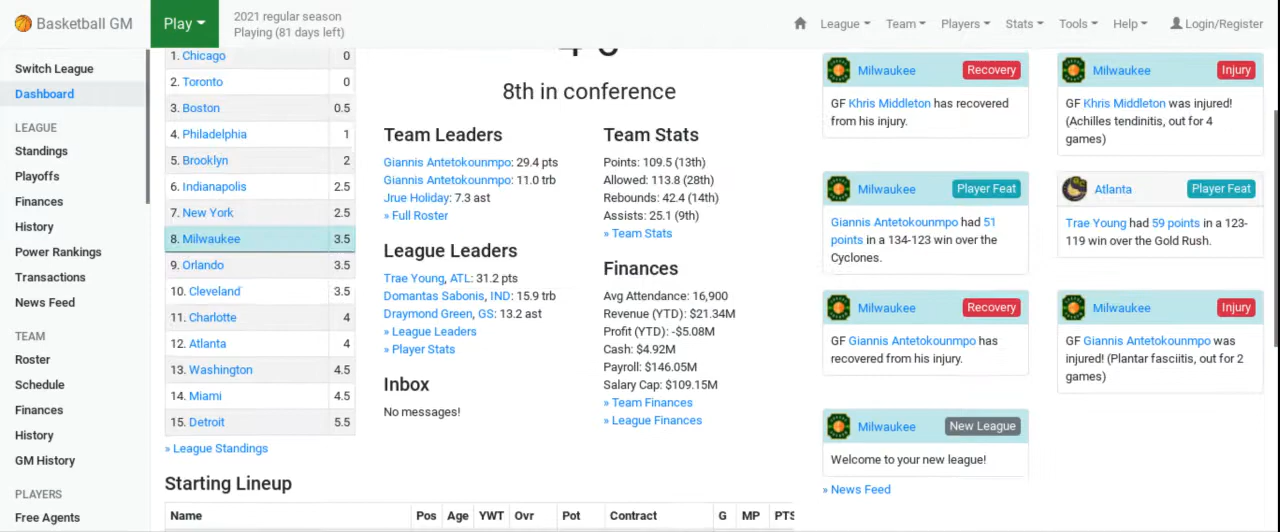 Basketball GM
Play
2021 regular season
Playing (81 days left)
League
Team
Players
Stats
Tools
Help
Login/Register
Switch League
Dashboard
LEAGUE
Standings
Playoffs
Finances
History
Power Rankings
Transactions
News Feed
TEAM
Roster
Schedule
Finances
History
GM History
PLAYERS
Free Agents
1. Chicago 0
2. Toronto 0
3. Boston 0.5
4. Philadelphia 1
5. Brooklyn 2
6. Indianapolis 2.5
7. New York 2.5
8. Milwaukee 3.5
9. Orlando 3.5
10. Cleveland 3.5
11. Charlotte 4
12. Atlanta 4
13. Washington 4.5
14. Miami 4.5
15. Detroit 5.5
» League Standings
8th in conference
Team Leaders
Giannis Antetokounmpo: 29.4 pts
Giannis Antetokounmpo: 11.0 trb
Jrue Holiday: 7.3 ast
» Full Roster
League Leaders
Trae Young, ATL: 31.2 pts
Domantas Sabonis, IND: 15.9 trb
Draymond Green, GS: 13.2 ast
» League Leaders
» Player Stats
Inbox
No messages!
Team Stats
Points: 109.5 (13th)
Allowed: 113.8 (28th)
Rebounds: 42.4 (14th)
Assists: 25.1 (9th)
» Team Stats
Finances
Avg Attendance: 16,900
Revenue (YTD): $21.34M
Profit (YTD): -$5.08M
Cash: $4.92M
Payroll: $146.05M
Salary Cap: $109.15M
» Team Finances
» League Finances
Starting Lineup
Name Pos Age YWT Ovr Pot Contract G MP PTS
Milwaukee Recovery
GF Khris Middleton has recovered
from his injury.
Milwaukee Injury
GF Khris Middleton was injured!
(Achilles tendinitis, out for 4
games)
Milwaukee Player Feat
Giannis Antetokounmpo had 51
points in a 134-123 win over the
Cyclones.
Atlanta Player Feat
Trae Young had 59 points in a 123-
119 win over the Gold Rush.
Milwaukee Recovery
GF Giannis Antetokounmpo has
recovered from his injury.
Milwaukee Injury
GF Giannis Antetokounmpo was
injured! (Plantar fasciitis, out for 2
games)
Milwaukee New League
Welcome to your new league!
» News Feed